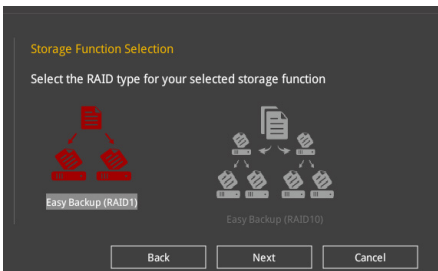 Storage Function Selection
Select the RAID type for your selected storage function
Easy Backup (RAID1)
Easy Backup (RAID10)
Back
Next
Cancel